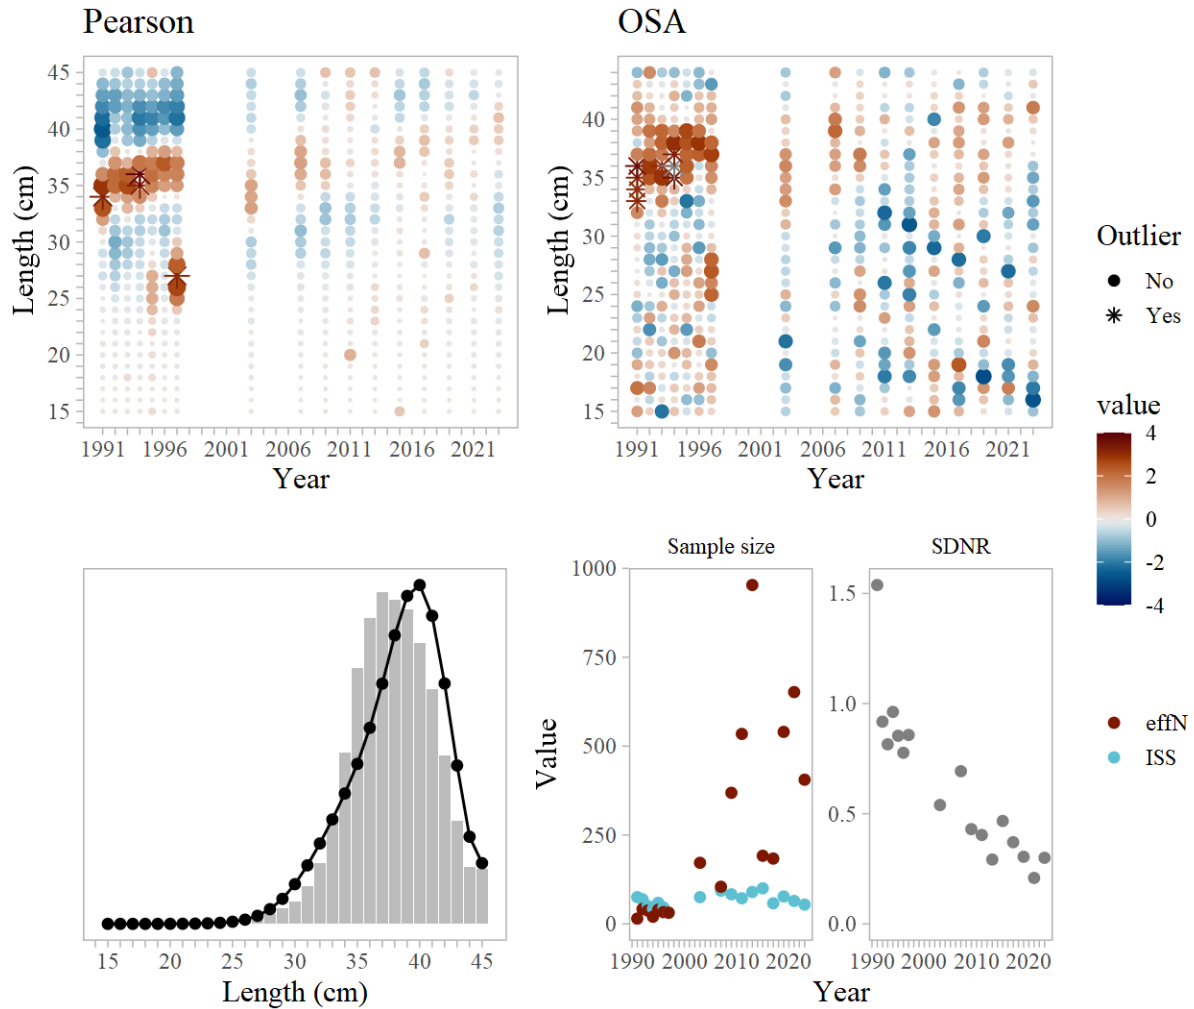 Pearson
OSA
45
40
35
30
25
20
15
Length (cm)
1991 1996 2001 2006 2011 2016 2021
Year
40
35
30
25
20
15
Length (cm)
1991 1996 2001 2006 2011 2016 2021
Year
Outlier
No
Yes
value
4
2
0
-2
-4
effN
ISS
15 20 25 30 35 40 45
Length (cm)
Sample size
SDNR
1000
750
500
250
0
Value
1.5
1.0
0.5
0.0
1990 2000 2010 2020
1990 2000 2010 2020
Year